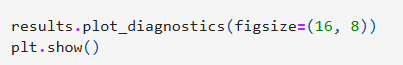 results.plot_diagnostics(figsize=(16, 8))
plt.show()